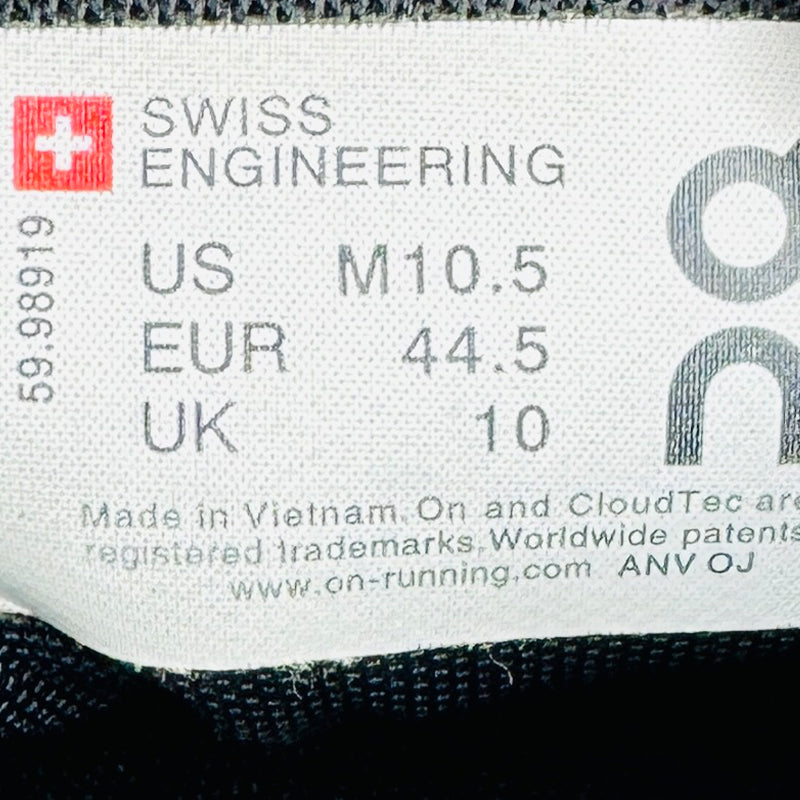 SWISS
ENGINEERING
59.98919
US M10.5
EUR 44.5
UK 10
Made in Vietnam. On and CloudTec are
registered trademarks. Worldwide patents
www.on-running.com ANV OJ